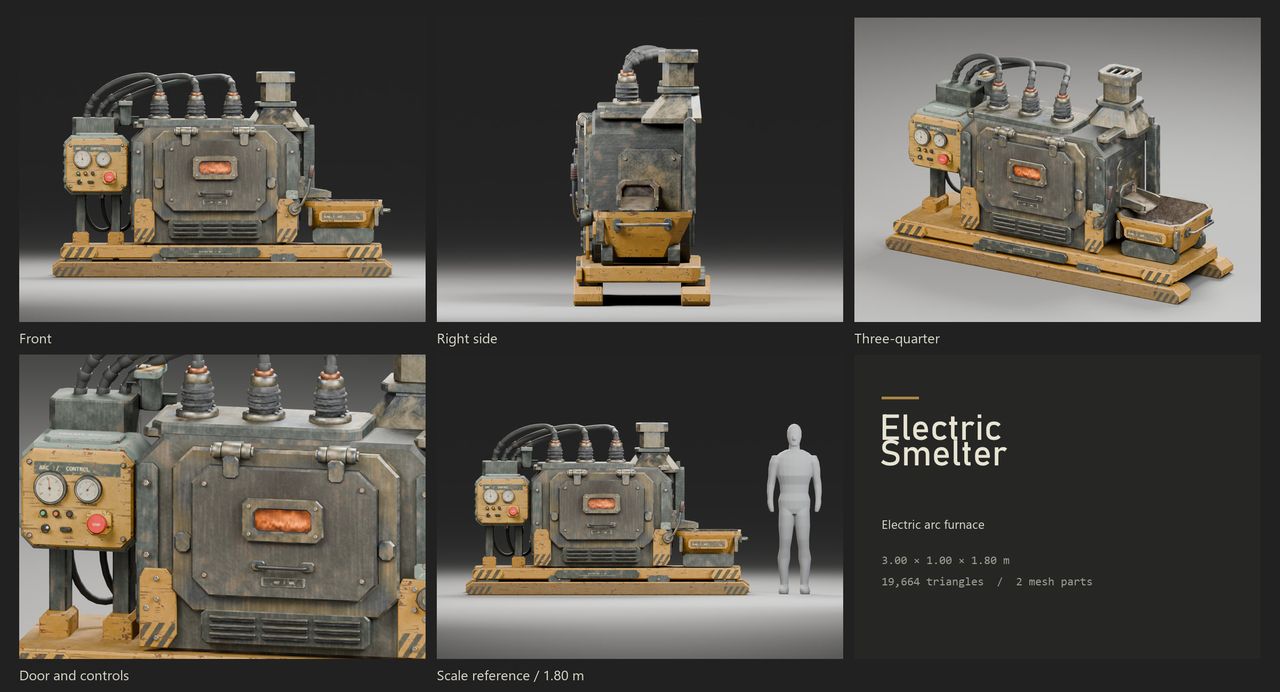 Front
Right side
Three-quarter
ARC // CONTROL
STOP
Door and controls
Scale reference / 1.80 m
Electric
Smelter
Electric arc furnace
3.00 × 1.00 × 1.80 m
19,664 triangles / 2 mesh parts